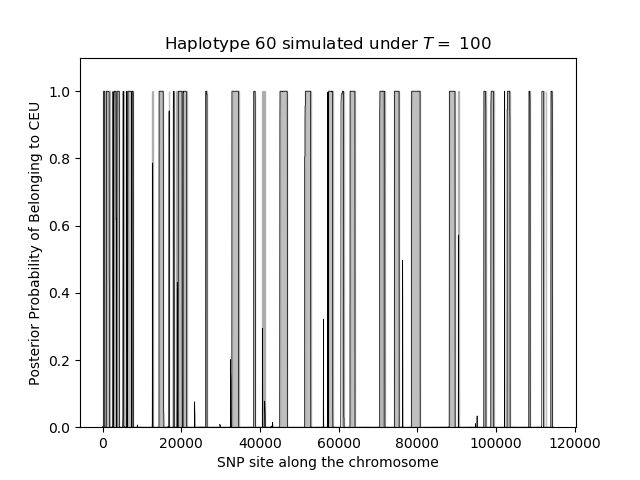 Haplotype 60 simulated under T = 100
Posterior Probability of Belonging to CEU
1.0
0.8
0.6
0.4
0.2
0.0
0 20000 40000 60000 80000 100000 120000
SNP site along the chromosome